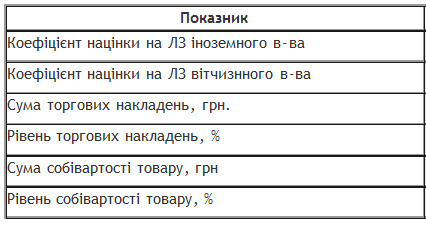 Показник
Коефіцієнт націнки на ЛЗ іноземного в-ва
Коефіцієнт націнки на ЛЗ вітчизнного в-ва
Сума торгових накладень, грн.
Рівень торгових накладень, %
Сума собівартості товару, грн
Рівень собівартості товару, %